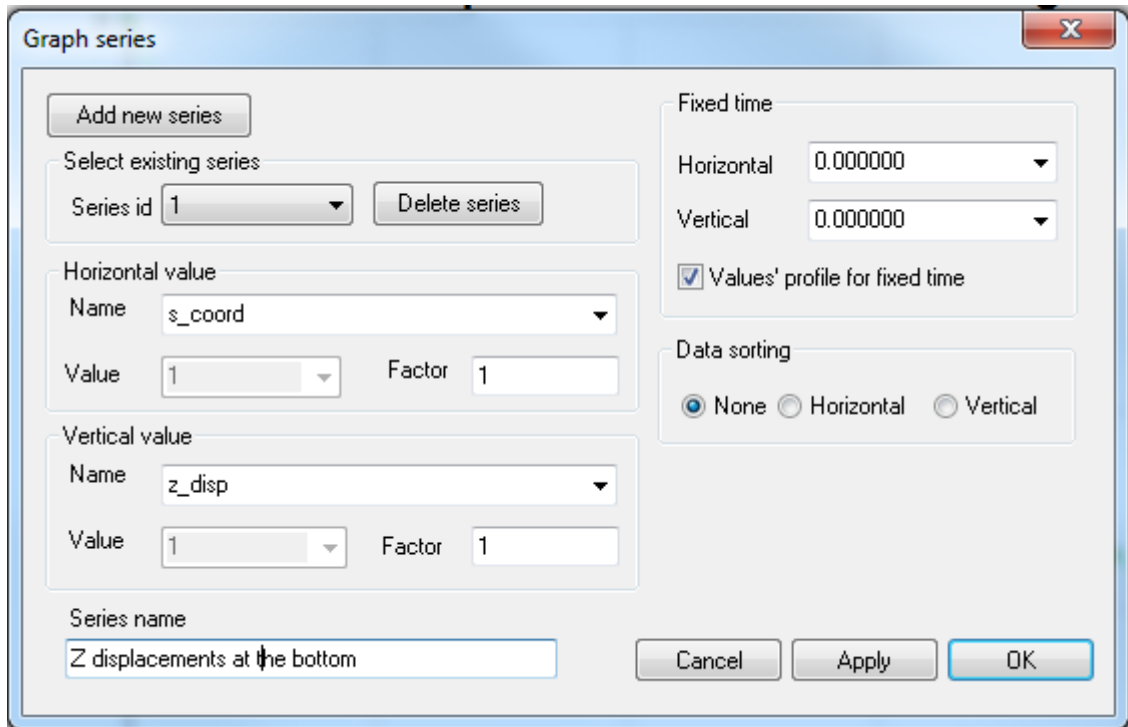 Graph series
Add new series
Select existing series
Series id 1 Delete series
Horizontal value
Name s_coord
Value 1 Factor 1
Vertical value
Name z_disp
Value 1 Factor 1
Series name
Z displacements at the bottom
Fixed time
Horizontal 0.000000
Vertical 0.000000
Values' profile for fixed time
Data sorting
None Horizontal Vertical
Cancel Apply OK